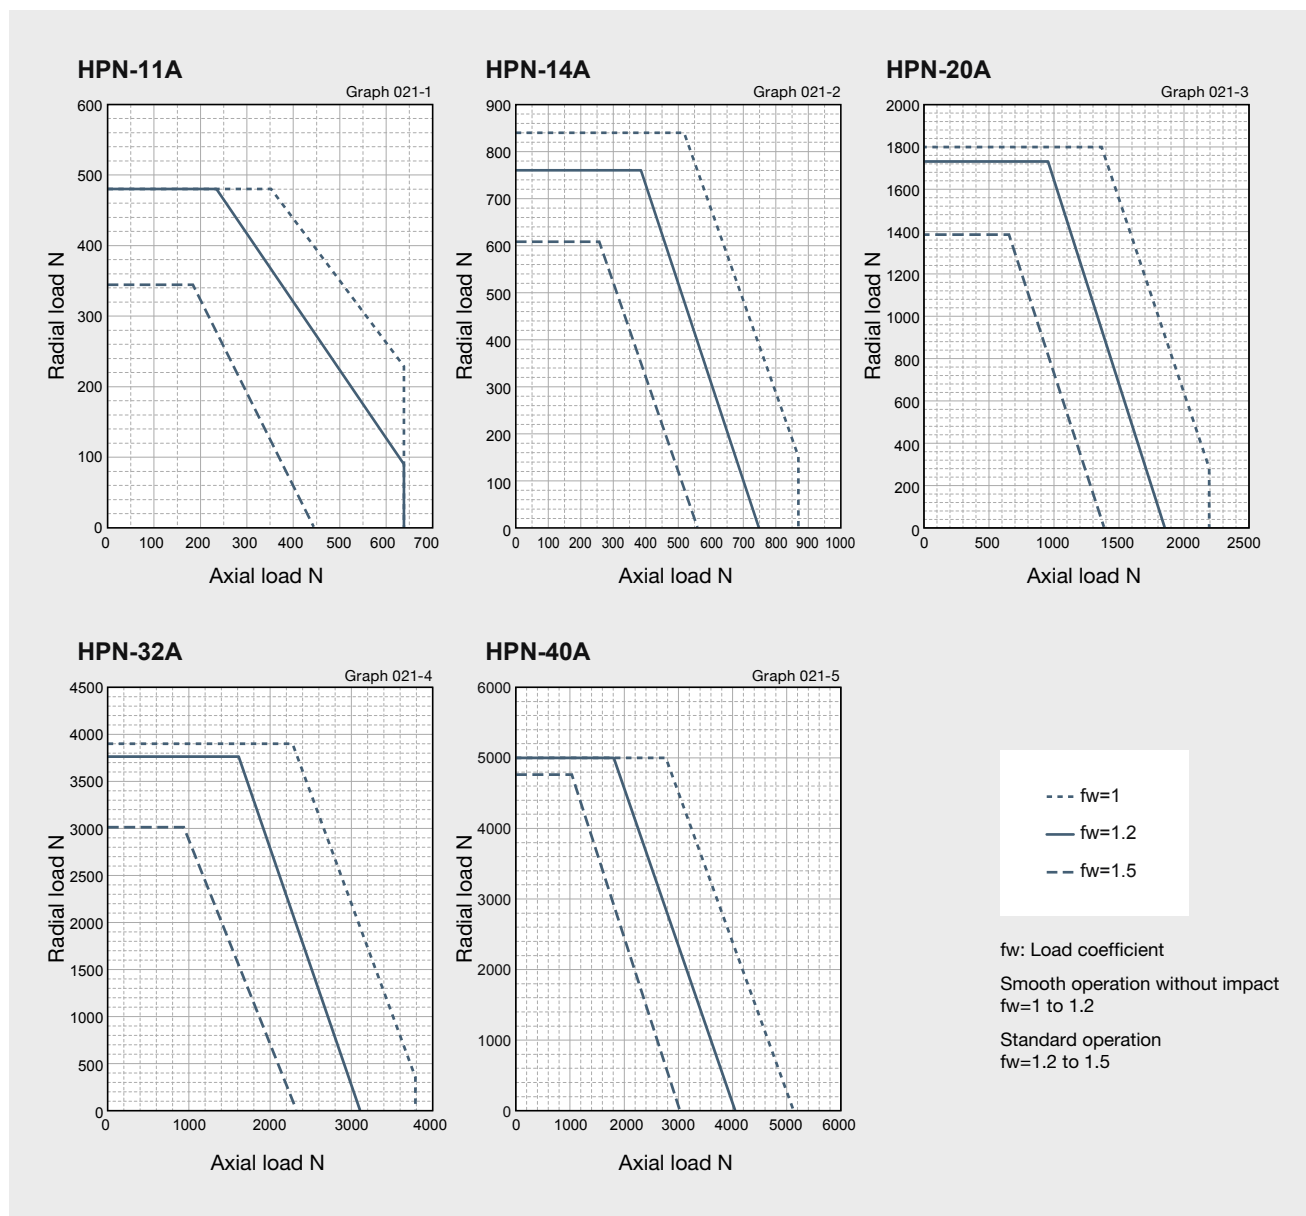 HPN-11A
Graph 021-1
600
500
400
300
200
100
0
Radial load N
0 100 200 300 400 500 600 700
Axial load N
HPN-14A
Graph 021-2
900
800
700
600
500
400
300
200
100
0
Radial load N
0 100 200 300 400 500 600 700 800 900 1000
Axial load N
HPN-20A
Graph 021-3
2000
1800
1600
1400
1200
1000
800
600
400
200
0
Radial load N
0 500 1000 1500 2000 2500
Axial load N
HPN-32A
Graph 021-4
4500
4000
3500
3000
2500
2000
1500
1000
500
0
Radial load N
0 1000 2000 3000 4000
Axial load N
HPN-40A
Graph 021-5
6000
5000
4000
3000
2000
1000
0
Radial load N
0 1000 2000 3000 4000 5000 6000
Axial load N
fw=1
fw=1.2
fw=1.5
fw: Load coefficient
Smooth operation without impact
fw=1 to 1.2
Standard operation
fw=1.2 to 1.5